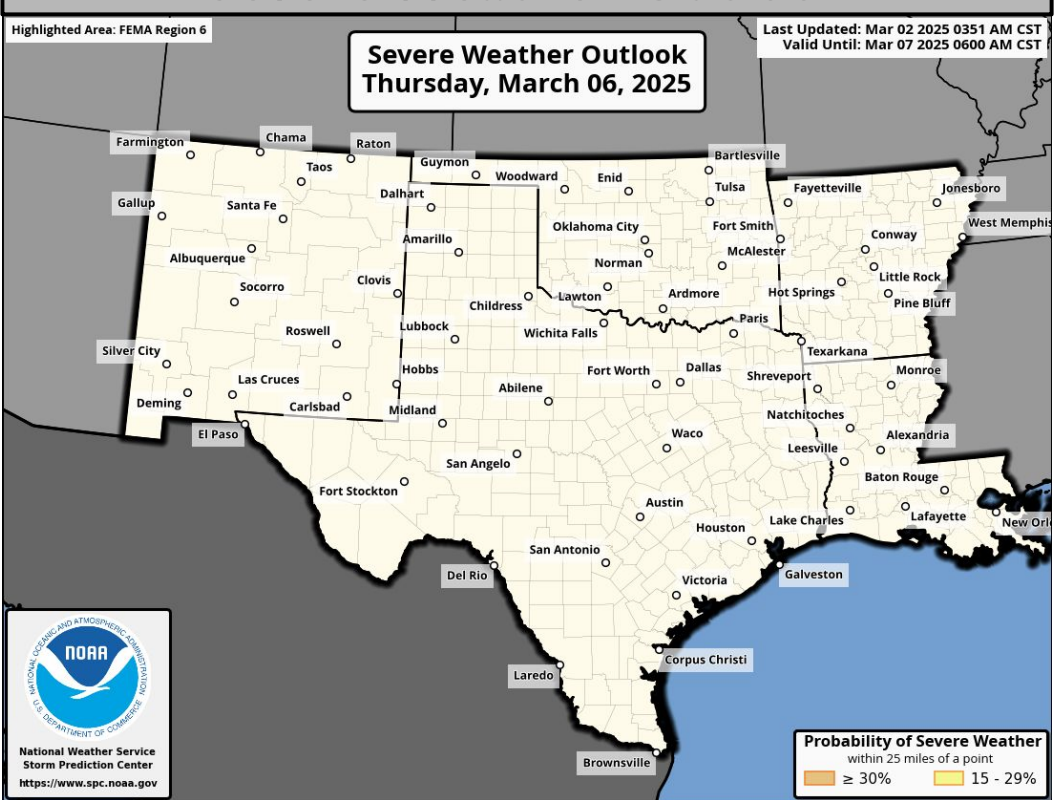 Highlighted Area: FEMA Region 6
Last Updated: Mar 02 2025 0351 AM CST
Valid Until: Mar 07 2025 0600 AM CST
Severe Weather Outlook
Thursday, March 06, 2025
Farmington
Chama
Raton
Taos
Guymon
Woodward
Enid
Bartlesville
Tulsa
Fayetteville
Jonesboro
Gallup
Santa Fe
Dalhart
West Memphis
Oklahoma City
Fort Smith
Conway
Amarillo
Norman
McAlester
Albuquerque
Little Rock
Socorro
Clovis
Childress
Lawton
Ardmore
Hot Springs
Pine Bluff
Roswell
Lubbock
Wichita Falls
Paris
Silver City
Texarkana
Las Cruces
Hobbs
Abilene
Fort Worth
Dallas
Shreveport
Monroe
Deming
Carlsbad
Midland
Natchitoches
El Paso
Waco
Alexandria
San Angelo
Leesville
Fort Stockton
Baton Rouge
Austin
Houston
Lake Charles
Lafayette
New Orl
San Antonio
Del Rio
Victoria
Galveston
Laredo
Corpus Christi
Brownsville
NATIONAL OCEANIC AND ATMOSPHERIC ADMINISTRATION
NOAA
U.S. DEPARTMENT OF COMMERCE
National Weather Service
Storm Prediction Center
https://www.spc.noaa.gov
Probability of Severe Weather
within 25 miles of a point
≥ 30%
15 - 29%